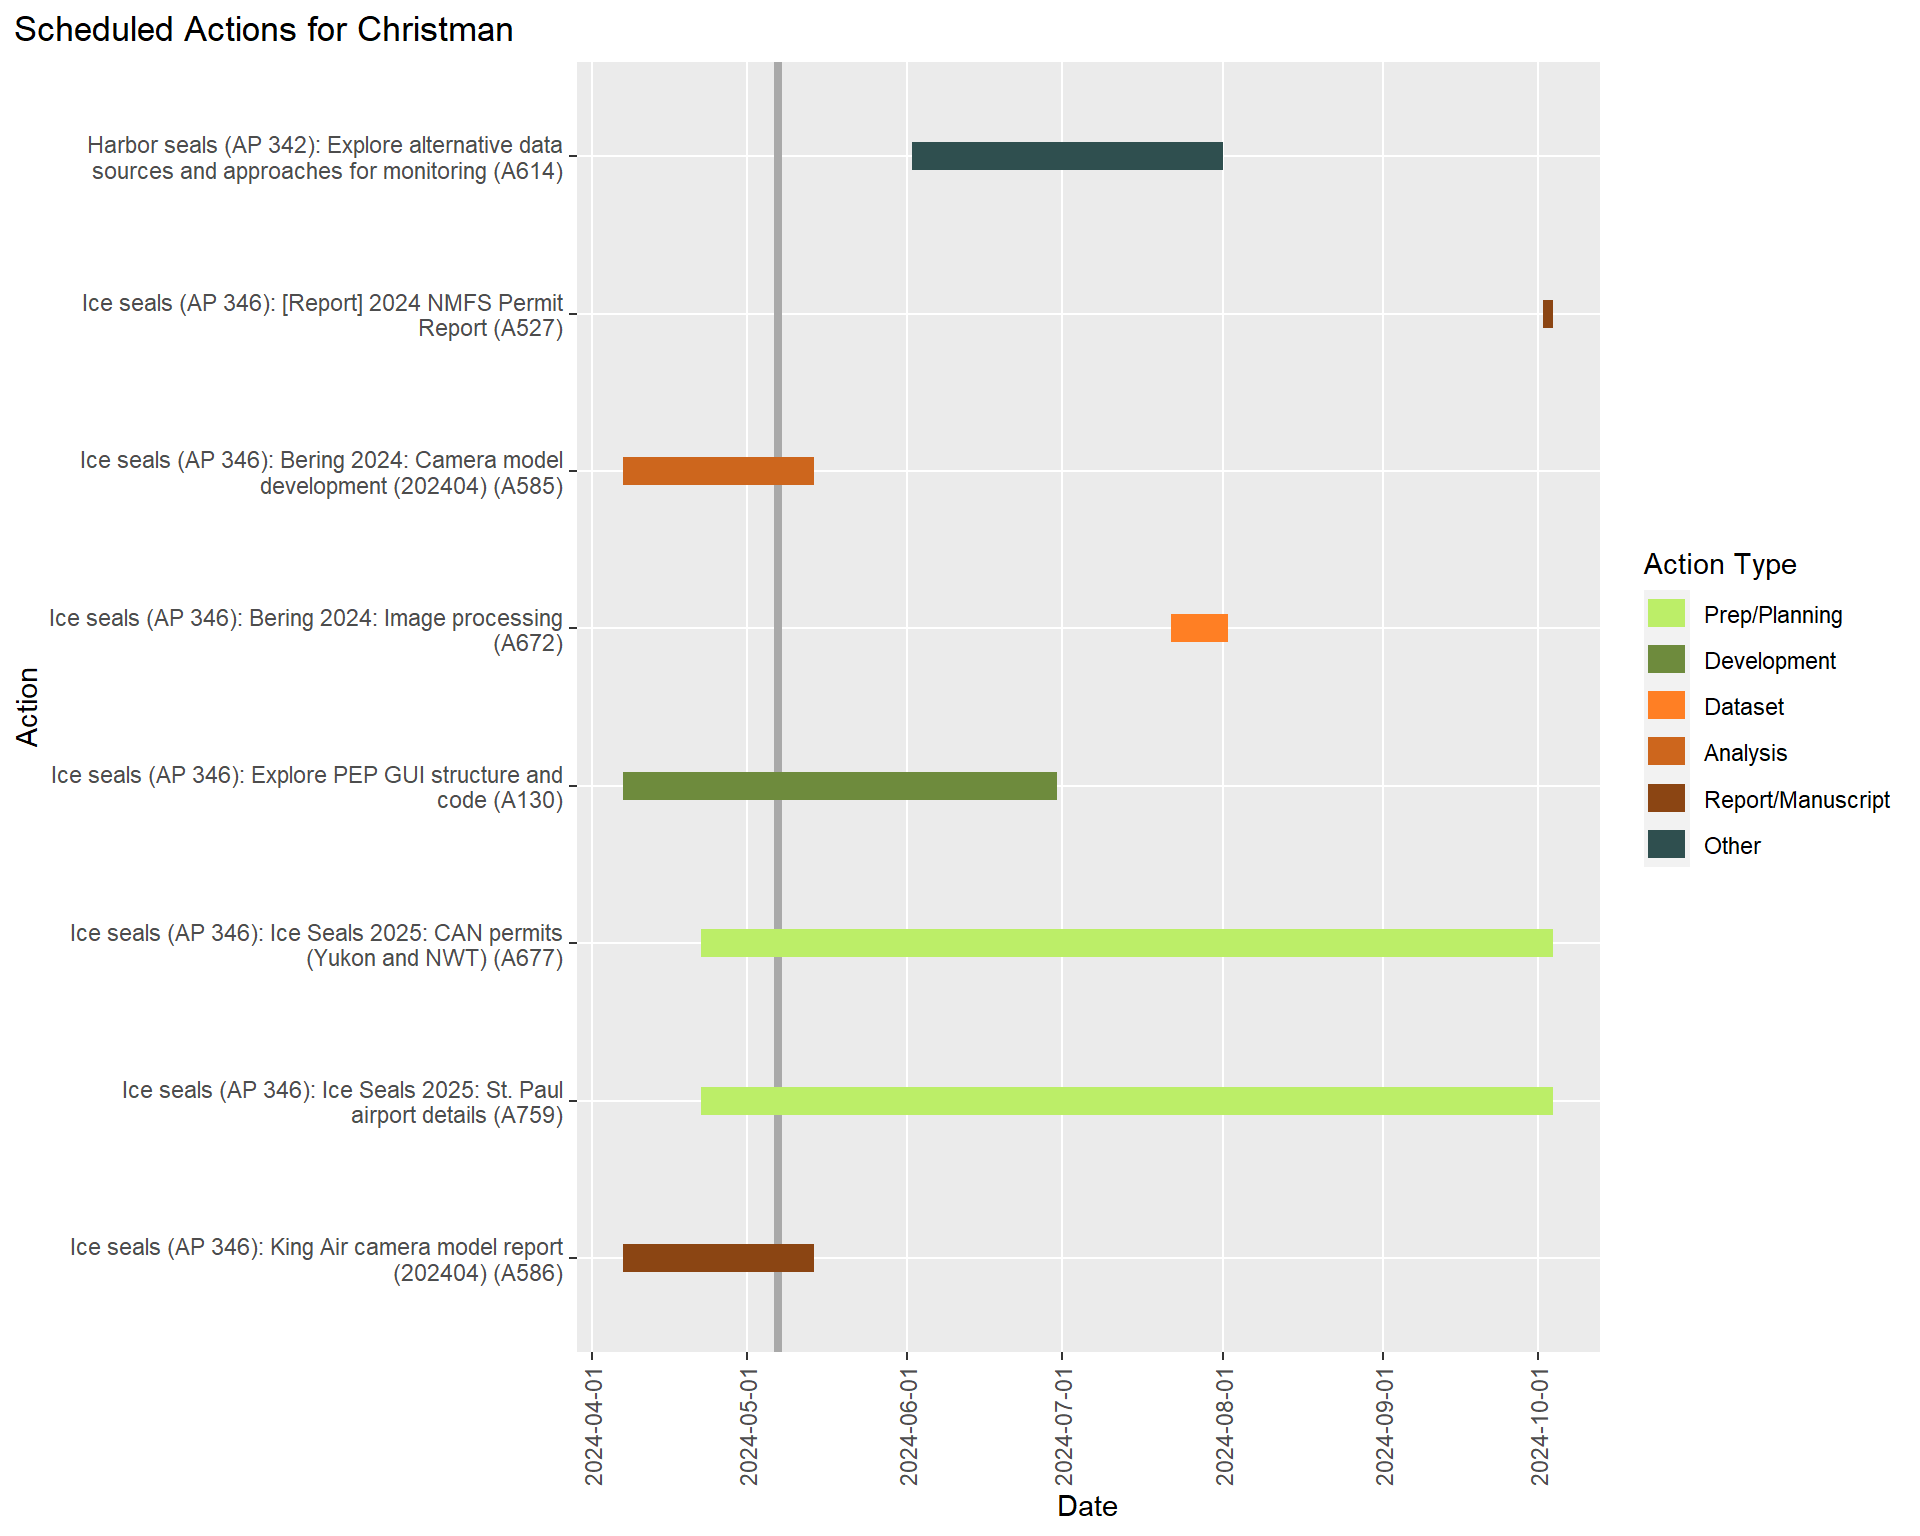 Scheduled Actions for Christman
Harbor seals (AP 342): Explore alternative data
sources and approaches for monitoring (A614)
Ice seals (AP 346): [Report] 2024 NMFS Permit
Report (A527)
Ice seals (AP 346): Bering 2024: Camera model
development (202404) (A585)
Ice seals (AP 346): Bering 2024: Image processing
(A672)
Ice seals (AP 346): Explore PEP GUI structure and
code (A130)
Ice seals (AP 346): Ice Seals 2025: CAN permits
(Yukon and NWT) (A677)
Ice seals (AP 346): Ice Seals 2025: St. Paul
airport details (A759)
Ice seals (AP 346): King Air camera model report
(202404) (A586)
Action
2024-04-01
2024-05-01
2024-06-01
2024-07-01
2024-08-01
2024-09-01
2024-10-01
Date
Action Type
Prep/Planning
Development
Dataset
Analysis
Report/Manuscript
Other